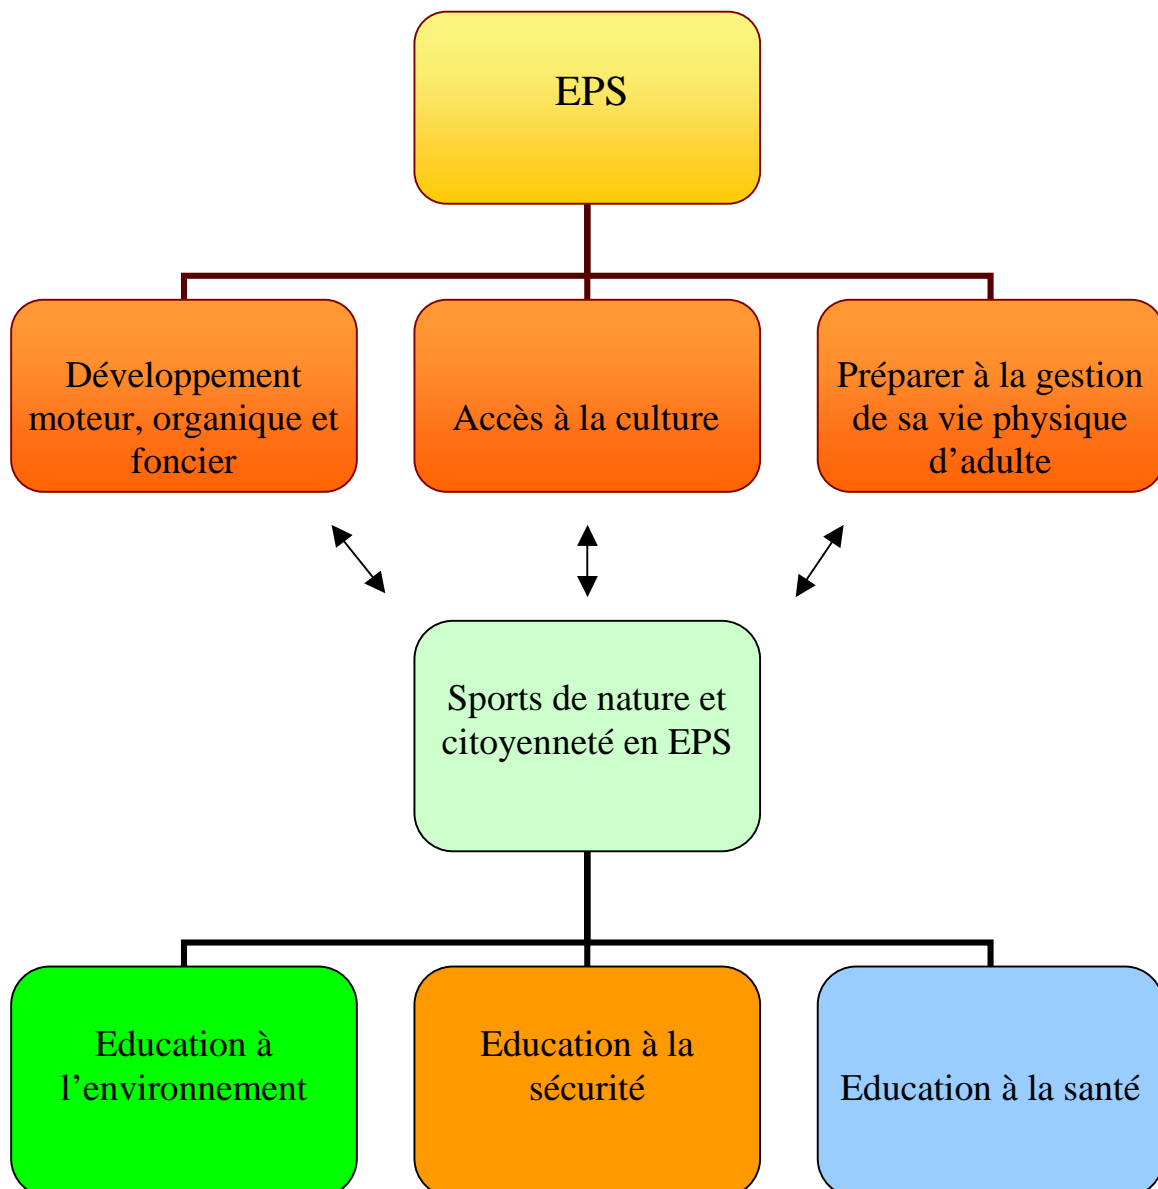 EPS
Développement
moteur, organique et
foncier
Accès à la culture
Préparer à la gestion
de sa vie physique
d’adulte
Sports de nature et
citoyenneté en EPS
Education à
l’environnement
Education à la
sécurité
Education à la santé